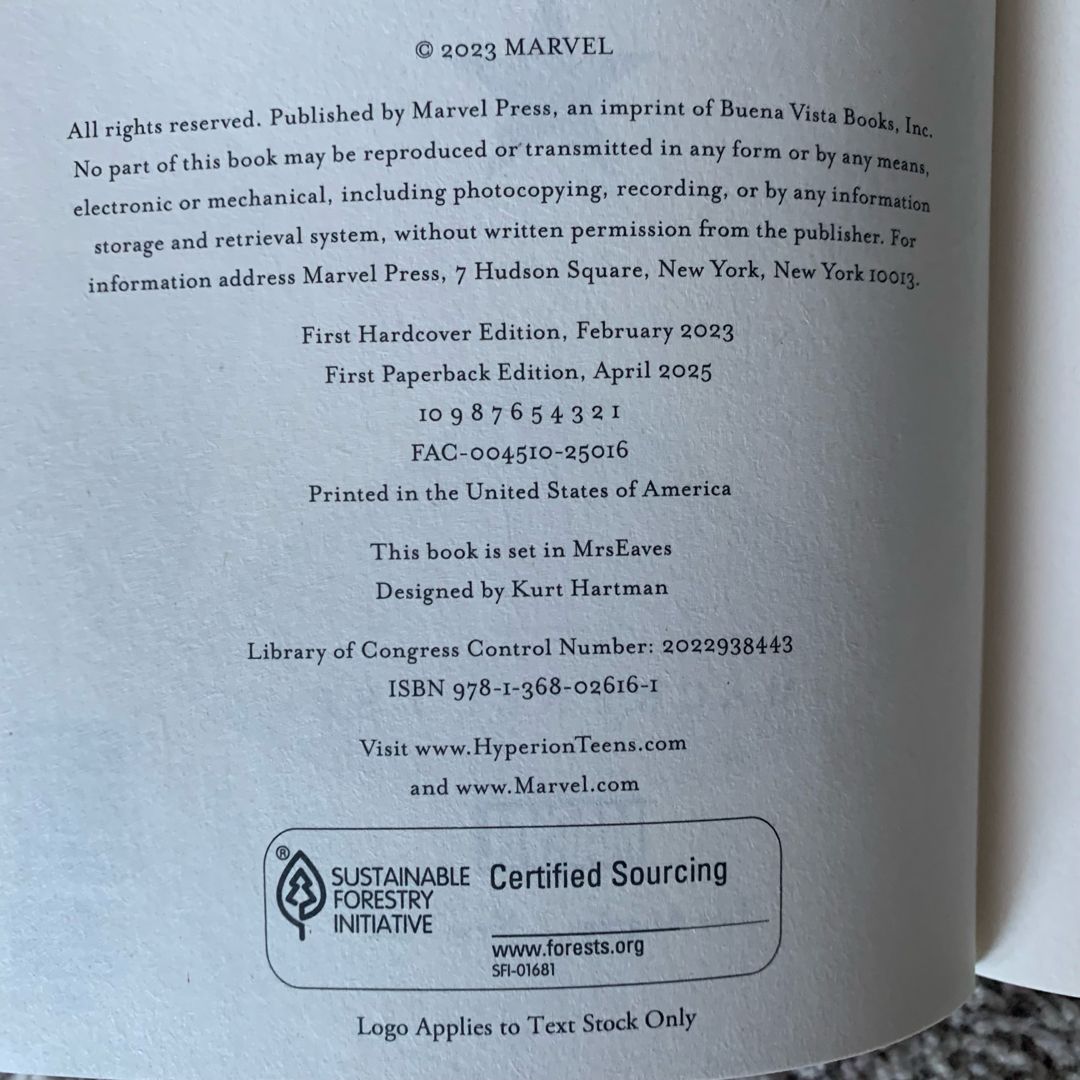 © 2023 MARVEL
All rights reserved. Published by Marvel Press, an imprint of Buena Vista Books, Inc.
No part of this book may be reproduced or transmitted in any form or by any means,
electronic or mechanical, including photocopying, recording, or by any information
storage and retrieval system, without written permission from the publisher. For
information address Marvel Press, 7 Hudson Square, New York, New York 10013.
First Hardcover Edition, February 2023
First Paperback Edition, April 2025
10 9 8 7 6 5 4 3 2 1
FAC-004510-25016
Printed in the United States of America
This book is set in MrsEaves
Designed by Kurt Hartman
Library of Congress Control Number: 2022938443
ISBN 978-1-368-02616-1
Visit www.HyperionTeens.com
and www.Marvel.com
®
SUSTAINABLE
FORESTRY
INITIATIVE
Certified Sourcing
www.forests.org
SFI-01681
Logo Applies to Text Stock Only